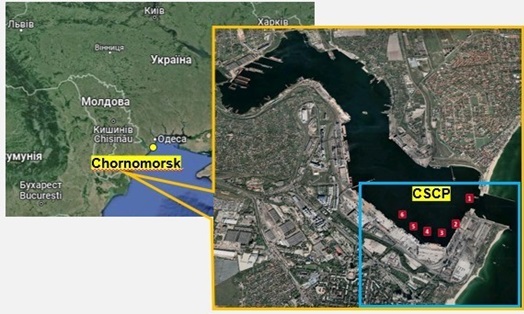 Львів
Харків
Київ
Вінниця
Україна
Молдова
Кишинів
Chișinău
Одеса
Chornomorsk
умунія
Бухарест
București
CSCP
1
6
5
4
3
2